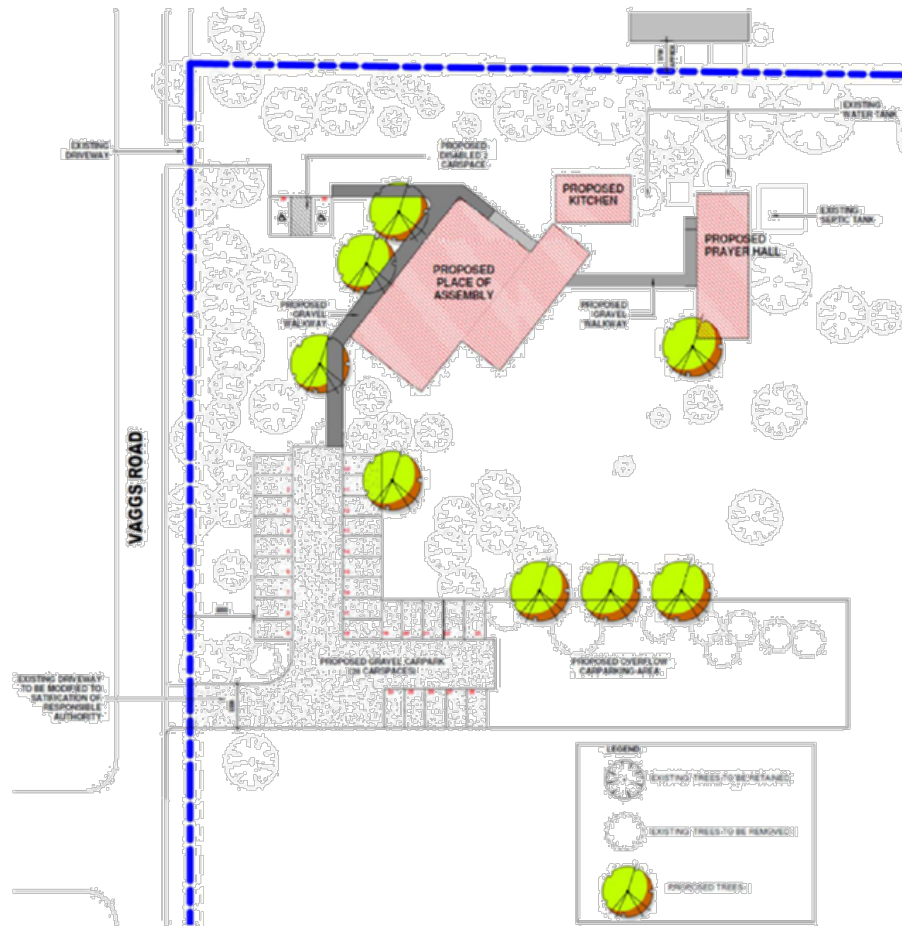 EXISTING
WATER TANK
EXISTING
DRIVEWAY
PROPOSED
DISABLED 2
CARSPACE
PROPOSED
KITCHEN
EXISTING
SEPTIC TANK
PROPOSED
PRAYER HALL
PROPOSED
PLACE OF
ASSEMBLY
PROPOSED
GRAVEL
WALKWAY
PROPOSED
GRAVEL
WALKWAY
VAGGS ROAD
PROPOSED GRAVEL CARPARK
PROPOSED OVERFLOW
CARPARKING AREA
EXISTING DRIVEWAY
TO BE MODIFIED TO
SATIFICATION OF
RESPONSIBLE
AUTHORITY
LEGEND
EXISTING TREES TO BE RETAINED
EXISTING TREES TO BE REMOVED
PROPOSED TREES